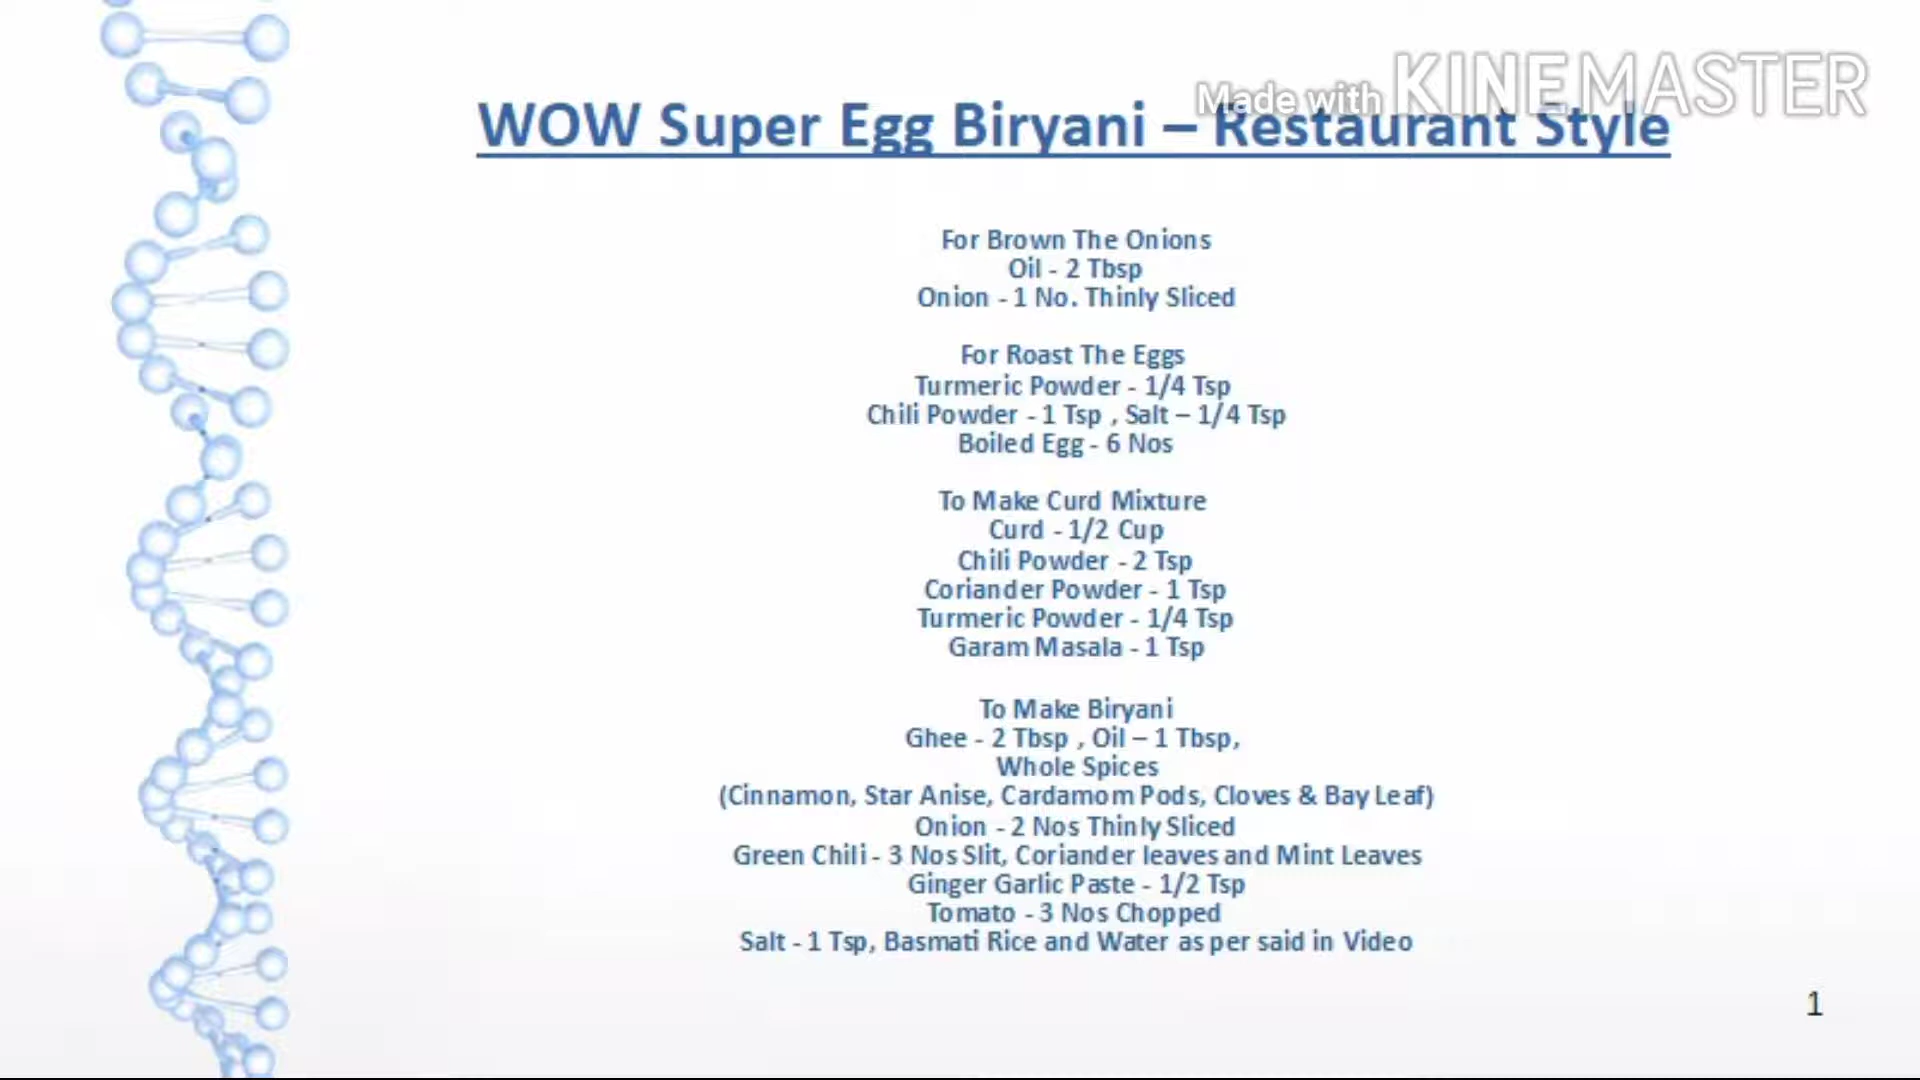 Made with KINEMASTER
WOW Super Egg Biryani – Restaurant Style
For Brown The Onions
Oil - 2 Tbsp
Onion - 1 No. Thinly Sliced
For Roast The Eggs
Turmeric Powder - 1/4 Tsp
Chili Powder - 1 Tsp , Salt – 1/4 Tsp
Boiled Egg - 6 Nos
To Make Curd Mixture
Curd - 1/2 Cup
Chili Powder - 2 Tsp
Coriander Powder - 1 Tsp
Turmeric Powder - 1/4 Tsp
Garam Masala - 1 Tsp
To Make Biryani
Ghee - 2 Tbsp , Oil – 1 Tbsp,
Whole Spices
(Cinnamon, Star Anise, Cardamom Pods, Cloves & Bay Leaf)
Onion - 2 Nos Thinly Sliced
Green Chili - 3 Nos Slit, Coriander leaves and Mint Leaves
Ginger Garlic Paste - 1/2 Tsp
Tomato - 3 Nos Chopped
Salt - 1 Tsp, Basmati Rice and Water as per said in Video
1